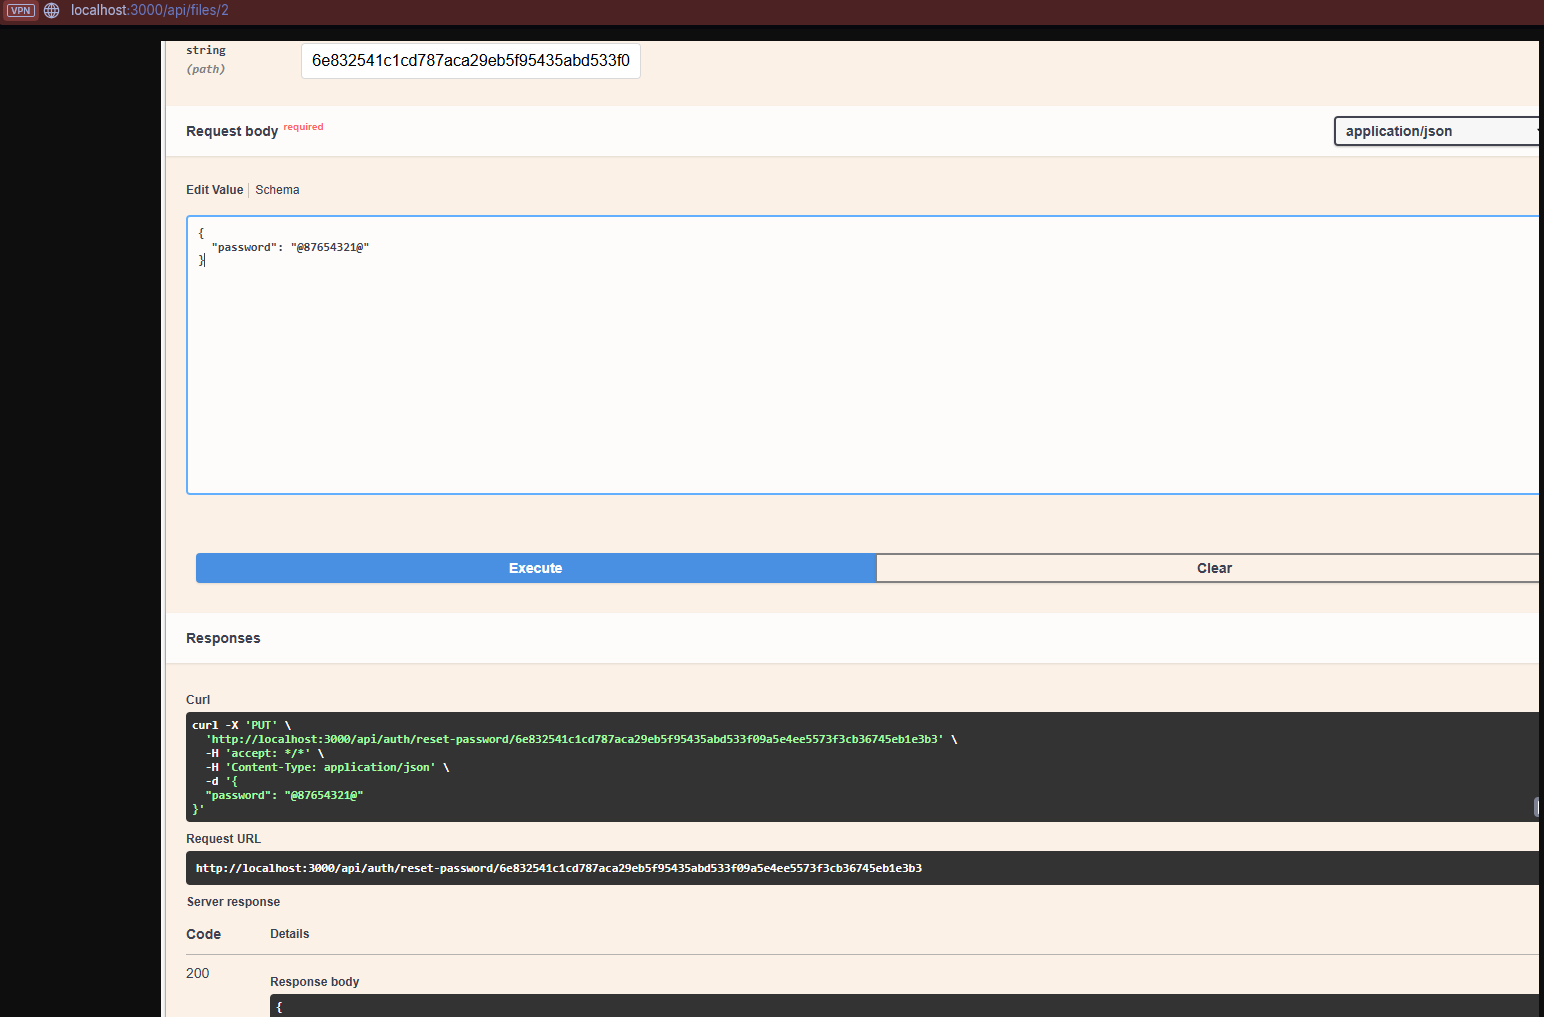 VPN localhost:3000/api/files/2
string
(path)
6e832541c1cd787aca29eb5f95435abd533f0
Request body required
application/json
Edit Value Schema
{
"password": "@87654321@"
}
Execute Clear
Responses
Curl
curl -X 'PUT' \
'http://localhost:3000/api/auth/reset-password/6e832541c1cd787aca29eb5f95435abd533f09a5e4ee5573f3cb36745eb1e3b3' \
-H 'accept: */*' \
-H 'Content-Type: application/json' \
-d '{
"password": "@87654321@"
}'
Request URL
http://localhost:3000/api/auth/reset-password/6e832541c1cd787aca29eb5f95435abd533f09a5e4ee5573f3cb36745eb1e3b3
Server response
Code Details
200
Response body
{